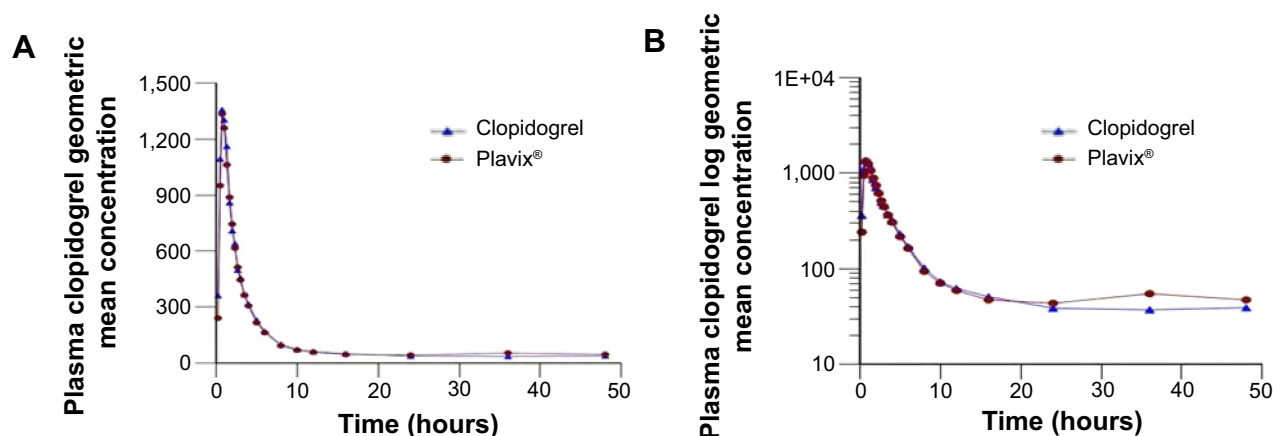 A
Plasma clopidogrel geometric
mean concentration
1,500
1,200
900
600
300
0
Clopidogrel
Plavix®
0 10 20 30 40 50
Time (hours)
B
Plasma clopidogrel log geometric
mean concentration
1E+04
1,000
100
10
Clopidogrel
Plavix®
0 10 20 30 40 50
Time (hours)